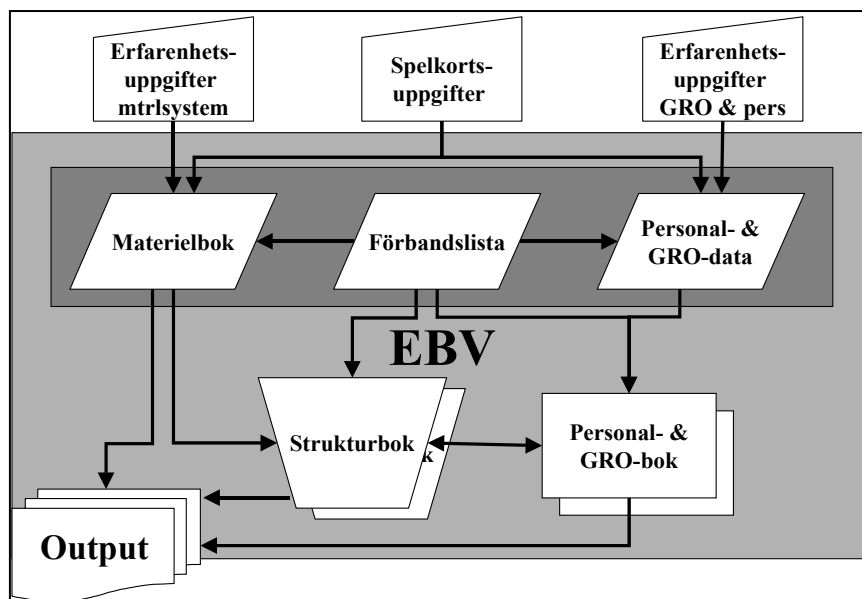 Erfarenhets-
uppgifter
mtrlsystem
Spelkorts-
uppgifter
Erfarenhets-
uppgifter
GRO & pers
Materielbok
Förbandslista
Personal- &
GRO-data
EBV
Strukturbok
k
Personal- &
GRO-bok
Output